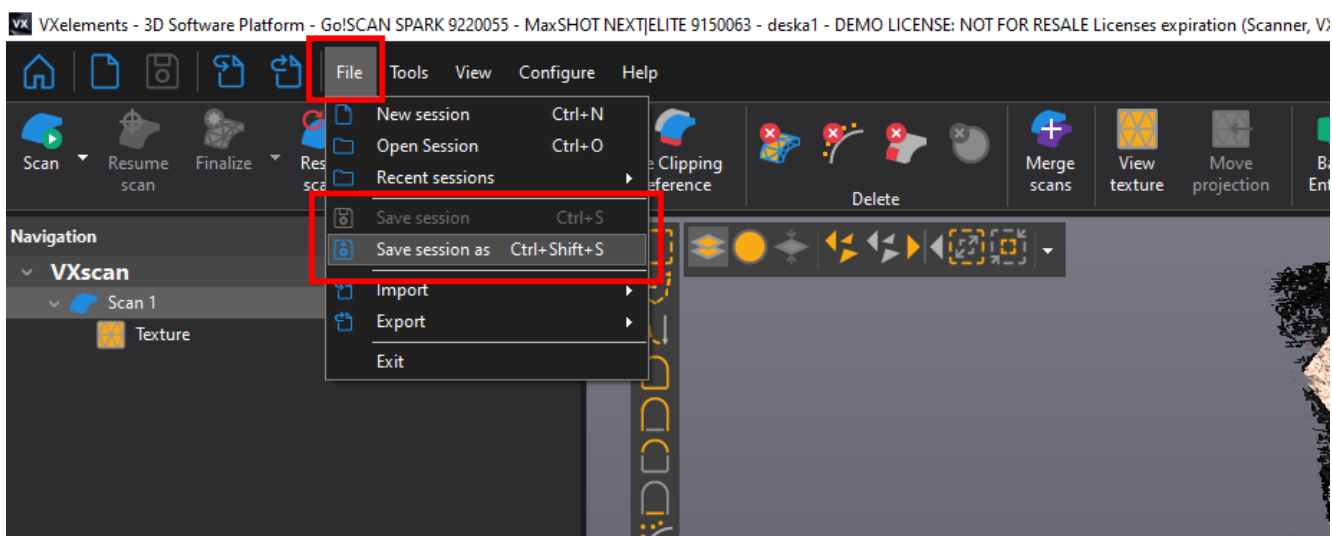 VXelements - 3D Software Platform - Go!SCAN SPARK 9220055 - MaxSHOT NEXT|ELITE 9150063 - deska1 - DEMO LICENSE: NOT FOR RESALE Licenses expiration (Scanner,
File Tools View Configure Help
New session Ctrl+N
Open Session Ctrl+O
Recent sessions
Save session Ctrl+S
Save session as Ctrl+Shift+S
Import
Export
Exit
Scan
Resume
scan
Finalize
Clipping
Delete
Merge
scans
View
texture
Move
projection
Navigation
VXscan
Scan 1
Texture